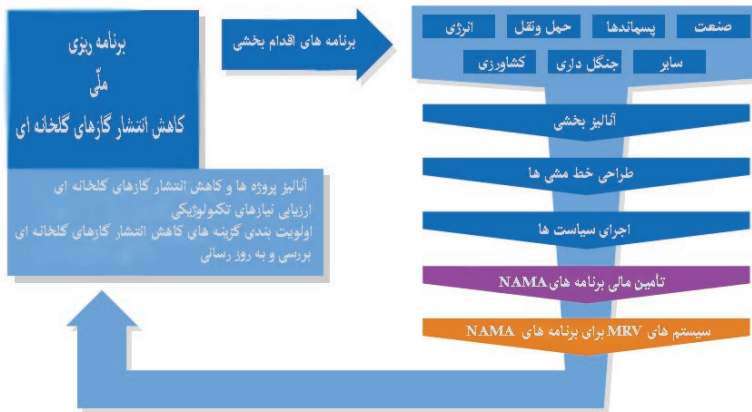 برنامه ریزی
ملّی
کاهش انتشار گازهای گلخانه ای
آنالیز پروژه ها و کاهش انتشار گازهای گلخانه ای
ارزیابی نیازهای تکنولوژیکی
اولویت بندی گزینه های کاهش انتشار گازهای گلخانه ای
بررسی و به روز رسانی
برنامه های اقدام بخشی
صنعت
پسماندها
حمل ونقل
انرژی
سایر
جنگل داری
کشاورزی
آنالیز بخشی
طراحی خط مشی ها
اجرای سیاست ها
تأمین مالی برنامه های NAMA
سیستم های MRV برای برنامه های NAMA